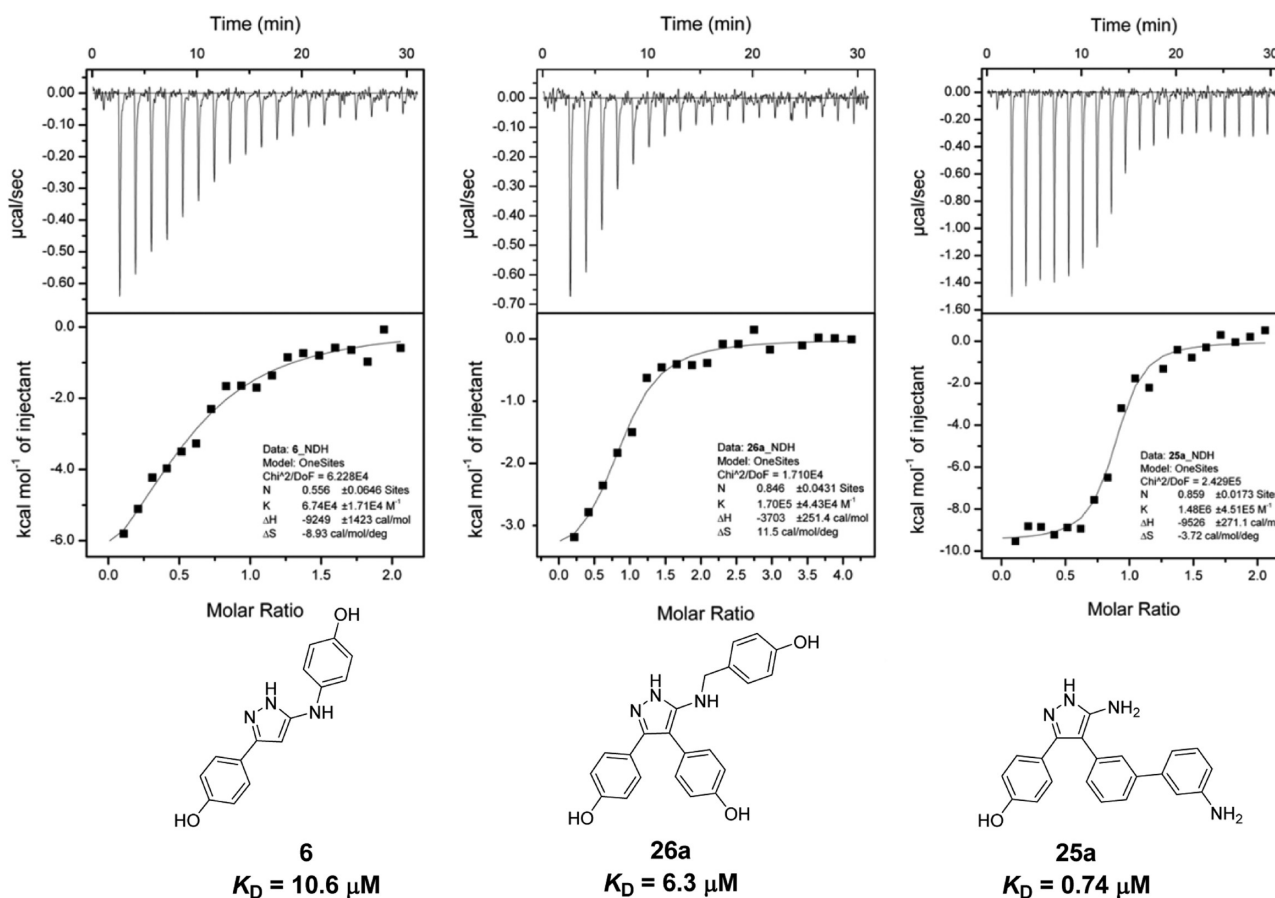 Time (min)
0 10 20 30
0.00
-0.10
-0.20
-0.30
-0.40
-0.50
-0.60
µcal/sec
0.0
-2.0
-4.0
-6.0
kcal mol⁻¹ of injectant
Data: 6_NDH
Model: OneSites
Chi^2/DoF = 6.228E4
N 0.556 ±0.0646 Sites
K 6.74E4 ±1.71E4 M⁻¹
ΔH -9249 ±1423 cal/mol
ΔS -8.93 cal/mol/deg
0.0 0.5 1.0 1.5 2.0
Molar Ratio
OH
H
N
N
NH
HO
6
K_D = 10.6 µM
Time (min)
0 10 20 30
0.00
-0.10
-0.20
-0.30
-0.40
-0.50
-0.60
-0.70
µcal/sec
0.0
-1.0
-2.0
-3.0
kcal mol⁻¹ of injectant
Data: 26a_NDH
Model: OneSites
Chi^2/DoF = 1.710E4
N 0.846 ±0.0431 Sites
K 1.70E5 ±4.43E4 M⁻¹
ΔH -3703 ±251.4 cal/mol
ΔS 11.5 cal/mol/deg
0.0 0.5 1.0 1.5 2.0 2.5 3.0 3.5 4.0
Molar Ratio
OH
H
N
N
NH
HO
OH
26a
K_D = 6.3 µM
Time (min)
0 10 20 30
0.00
-0.20
-0.40
-0.60
-0.80
-1.00
-1.20
-1.40
-1.60
µcal/sec
0.0
-2.0
-4.0
-6.0
-8.0
-10.0
kcal mol⁻¹ of injectant
Data: 25a_NDH
Model: OneSites
Chi^2/DoF = 2.429E5
N 0.859 ±0.0173 Sites
K 1.48E6 ±4.51E5 M⁻¹
ΔH -9526 ±271.1 cal/mol
ΔS -3.72 cal/mol/deg
0.0 0.5 1.0 1.5 2.0
Molar Ratio
H
N
N
NH₂
HO
NH₂
25a
K_D = 0.74 µM